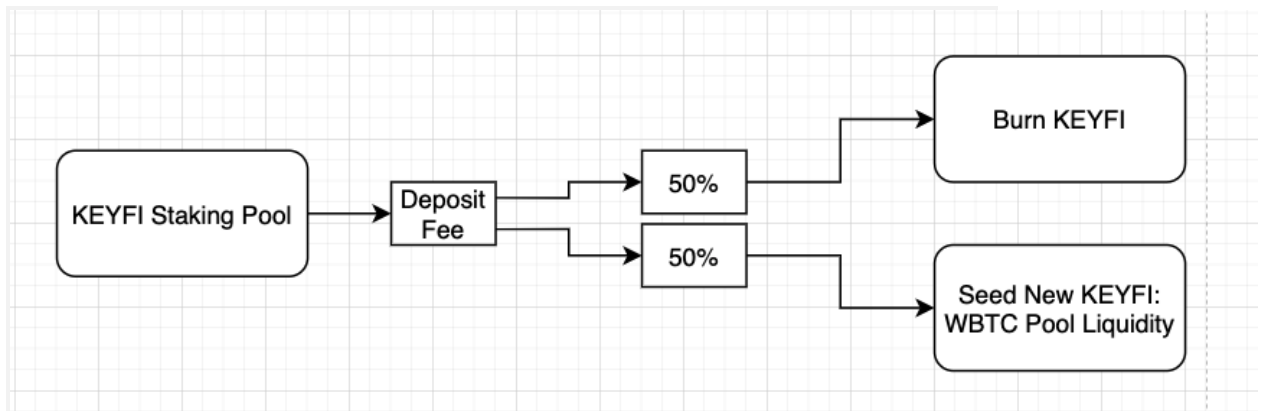 KEYFI Staking Pool
Deposit
Fee
50%
50%
Burn KEYFI
Seed New KEYFI:
WBTC Pool Liquidity